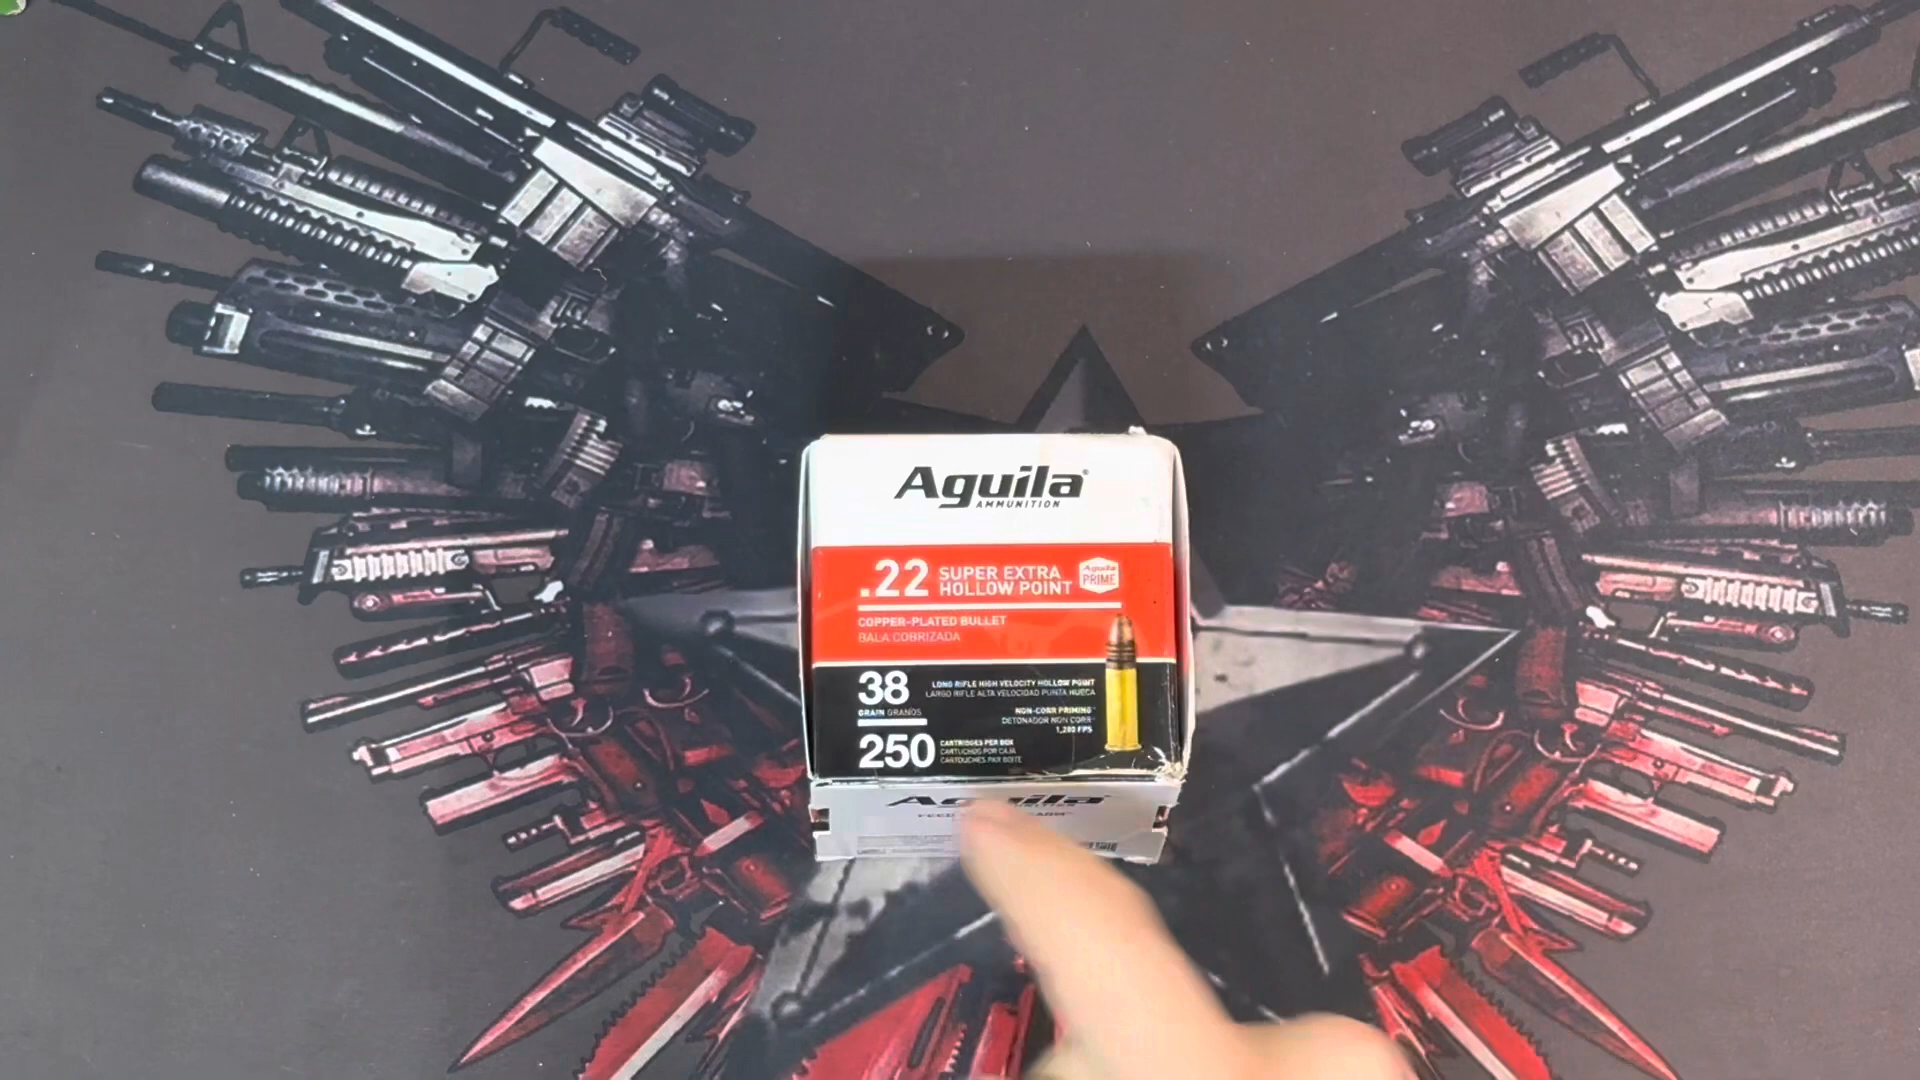 Aguila
AMMUNITION
.22 SUPER EXTRA
HOLLOW POINT
Aguila
PRIME
COPPER-PLATED BULLET
BALA COBRIZADA
38
GRAIN GRANOS
LONG RIFLE HIGH VELOCITY HOLLOW POINT
LARGO RIFLE ALTA VELOCIDAD PUNTA HUECA
NON-CORR PRIMING
DETONADOR NON CORR
1,280 FPS
250
CARTRIDGES PER BOX
CARTUCHOS POR CAJA
CARTOUCHES PAR BOITE